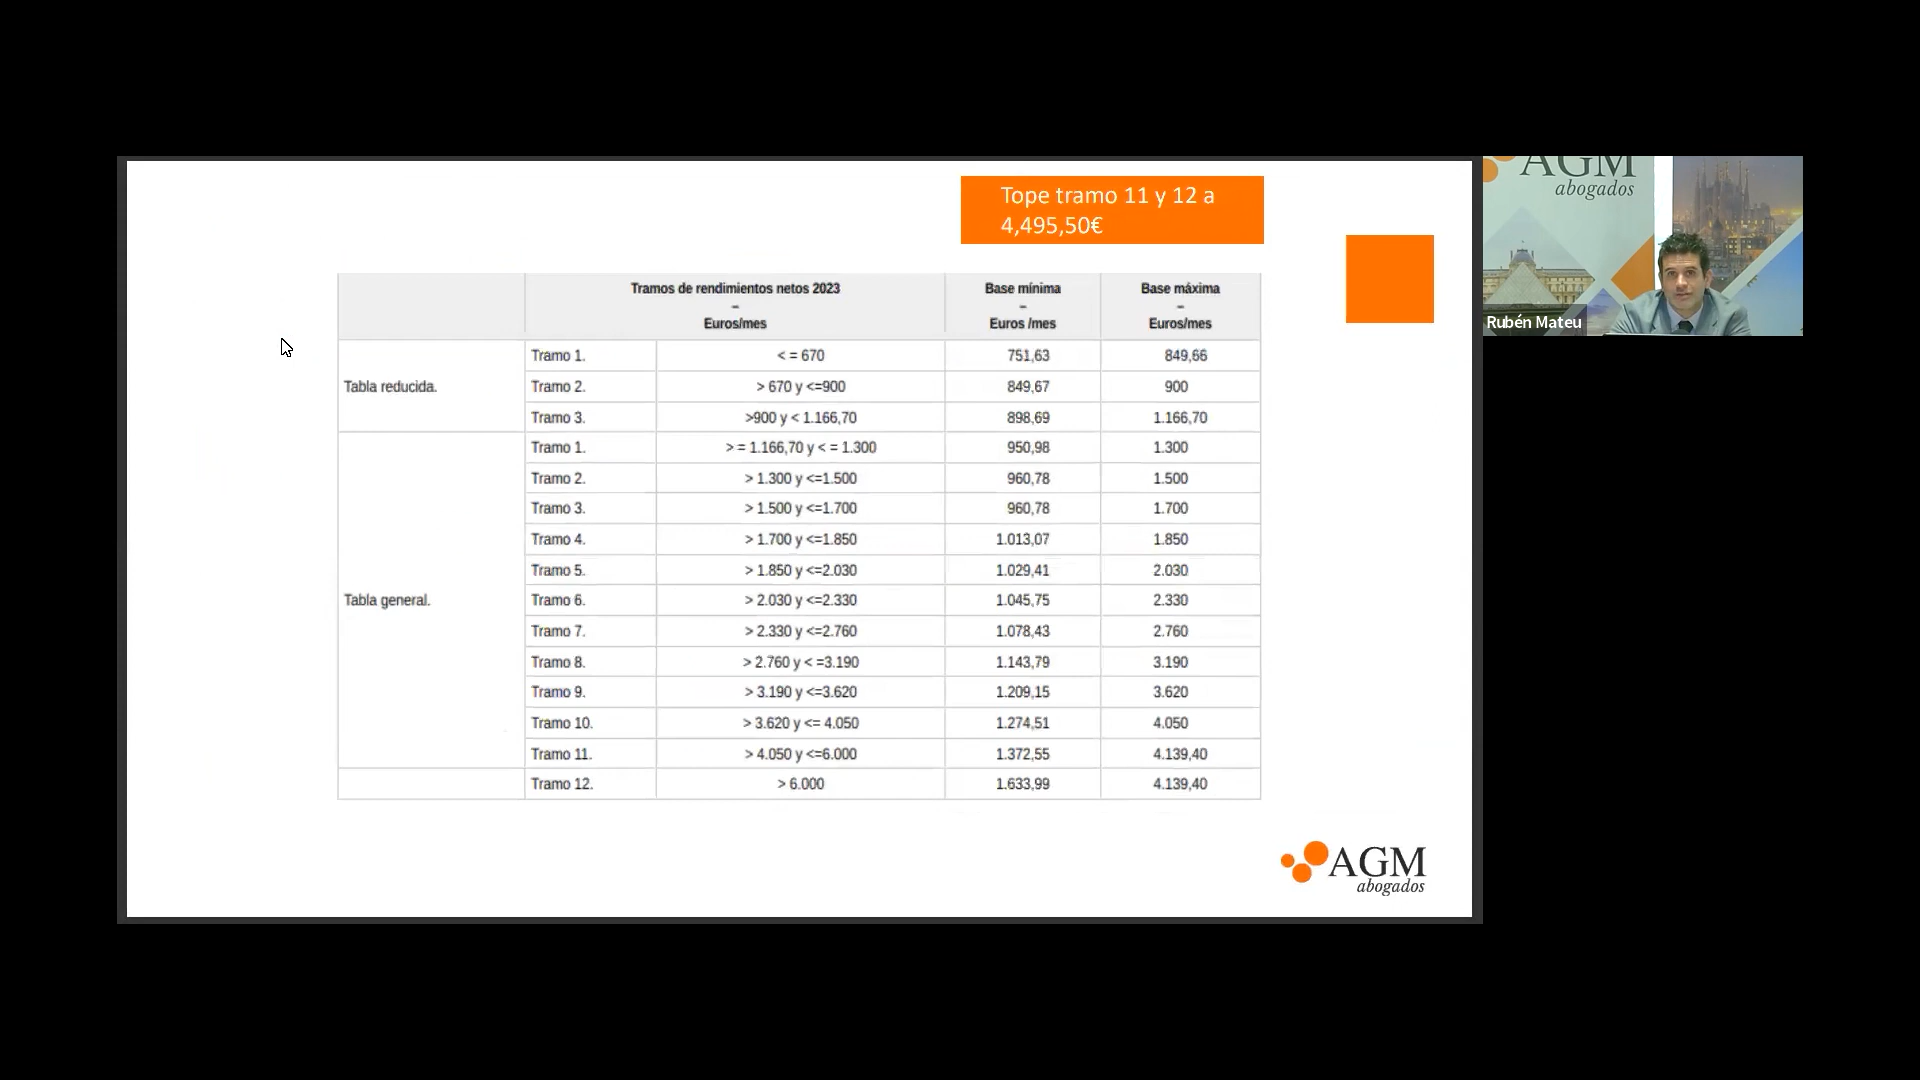 Tope tramo 11 y 12 a
4,495,50€
Tramos de rendimientos netos 2023
–
Euros/mes
Base mínima
–
Euros /mes
Base máxima
–
Euros/mes
Tabla reducida.
Tramo 1. < = 670 751,63 849,66
Tramo 2. > 670 y <=900 849,67 900
Tramo 3. >900 y < 1.166,70 898,69 1.166,70
Tabla general.
Tramo 1. > = 1.166,70 y < = 1.300 950,98 1.300
Tramo 2. > 1.300 y <=1.500 960,78 1.500
Tramo 3. > 1.500 y <=1.700 960,78 1.700
Tramo 4. > 1.700 y <=1.850 1.013,07 1.850
Tramo 5. > 1.850 y <=2.030 1.029,41 2.030
Tramo 6. > 2.030 y <=2.330 1.045,75 2.330
Tramo 7. > 2.330 y <=2.760 1.078,43 2.760
Tramo 8. > 2.760 y < =3.190 1.143,79 3.190
Tramo 9. > 3.190 y <=3.620 1.209,15 3.620
Tramo 10. > 3.620 y <= 4.050 1.274,51 4.050
Tramo 11. > 4.050 y <=6.000 1.372,55 4.139,40
Tramo 12. > 6.000 1.633,99 4.139,40
AGM
abogados
AGM
abogados
Rubén Mateu